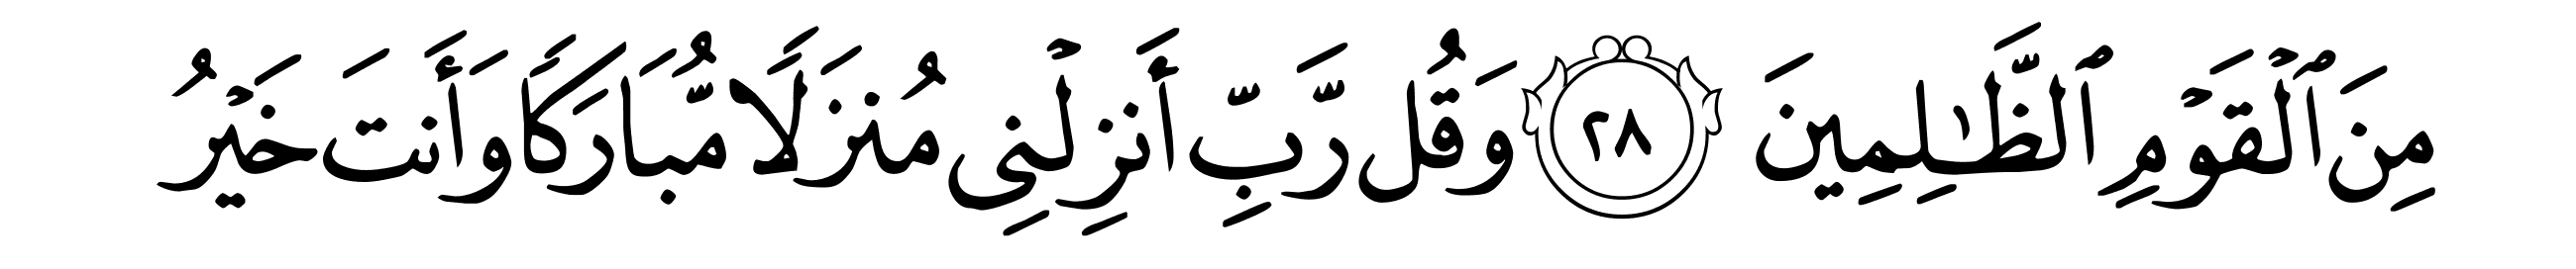 مِنَ ٱلْقَوْمِ ٱلظَّـٰلِمِينَ ٢٨ وَقُل رَّبِّ أَنزِلْنِى مُنزَلًا مُّبَارَكًا وَأَنتَ خَيْرُ